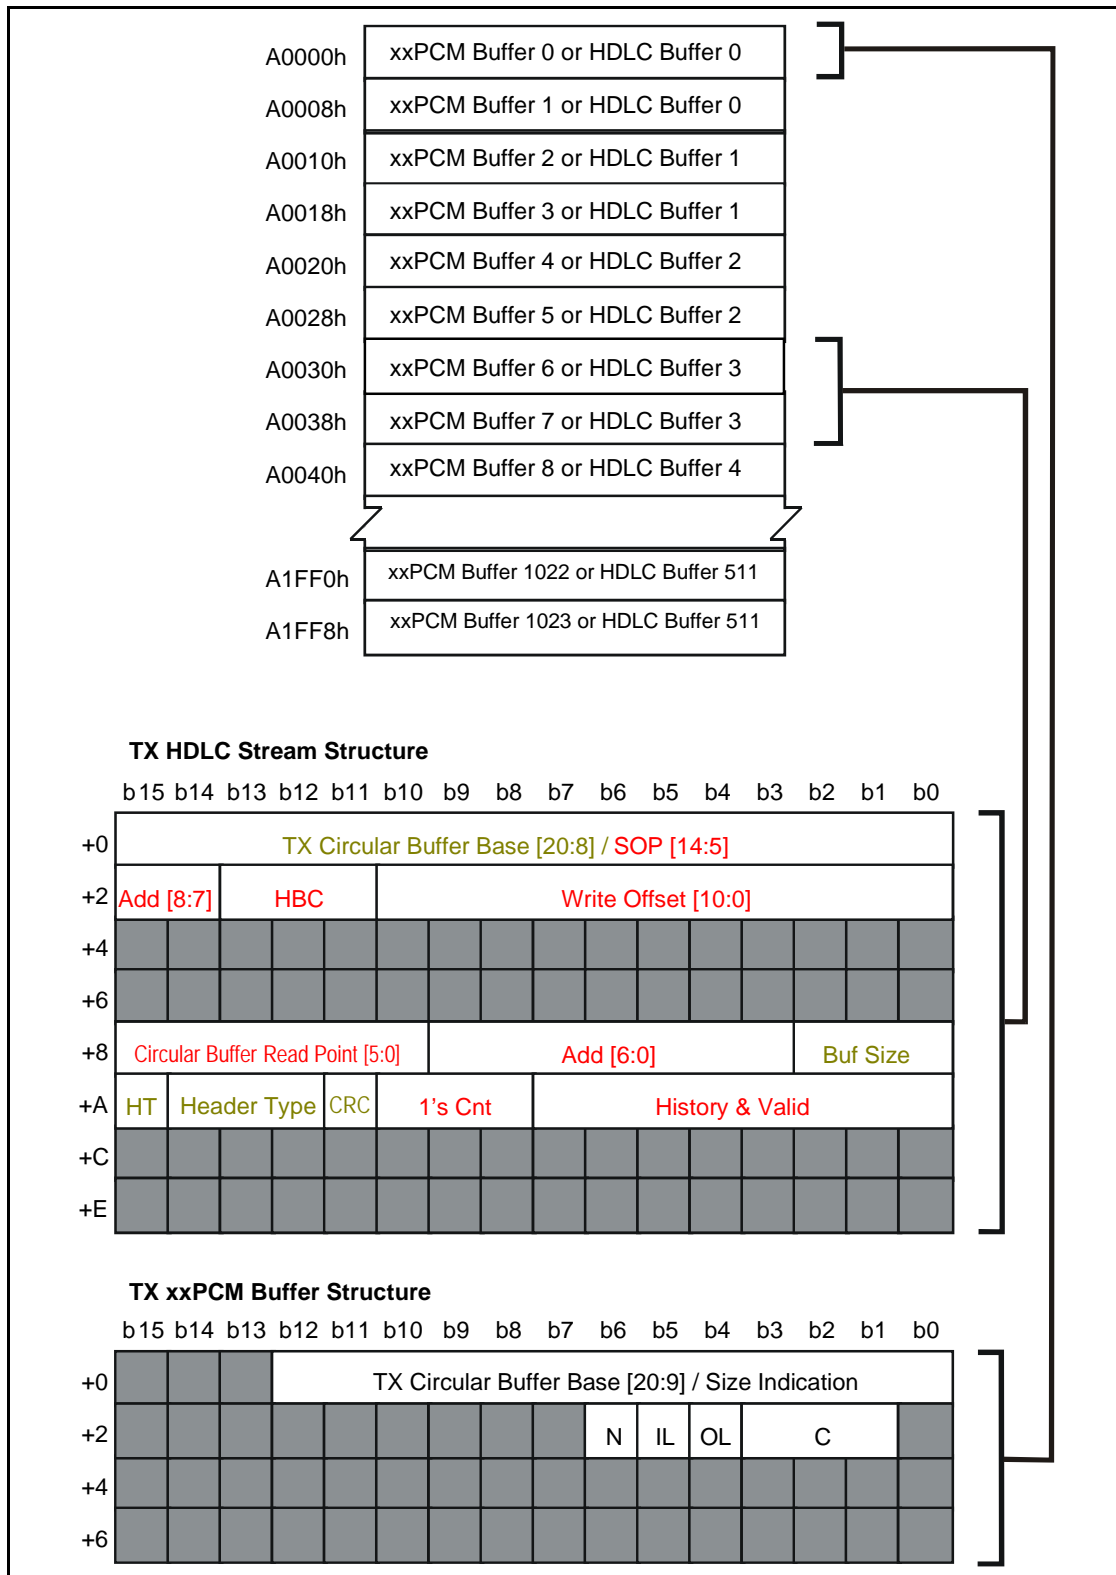 A0000h xxPCM Buffer 0 or HDLC Buffer 0
A0008h xxPCM Buffer 1 or HDLC Buffer 0
A0010h xxPCM Buffer 2 or HDLC Buffer 1
A0018h xxPCM Buffer 3 or HDLC Buffer 1
A0020h xxPCM Buffer 4 or HDLC Buffer 2
A0028h xxPCM Buffer 5 or HDLC Buffer 2
A0030h xxPCM Buffer 6 or HDLC Buffer 3
A0038h xxPCM Buffer 7 or HDLC Buffer 3
A0040h xxPCM Buffer 8 or HDLC Buffer 4
A1FF0h xxPCM Buffer 1022 or HDLC Buffer 511
A1FF8h xxPCM Buffer 1023 or HDLC Buffer 511
TX HDLC Stream Structure
b15 b14 b13 b12 b11 b10 b9 b8 b7 b6 b5 b4 b3 b2 b1 b0
+0 TX Circular Buffer Base [20:8] / SOP [14:5]
+2 Add [8:7] HBC Write Offset [10:0]
+4
+6
+8 Circular Buffer Read Point [5:0] Add [6:0] Buf Size
+A HT Header Type CRC 1's Cnt History & Valid
+C
+E
TX xxPCM Buffer Structure
b15 b14 b13 b12 b11 b10 b9 b8 b7 b6 b5 b4 b3 b2 b1 b0
+0 TX Circular Buffer Base [20:9] / Size Indication
+2 N IL OL C
+4
+6